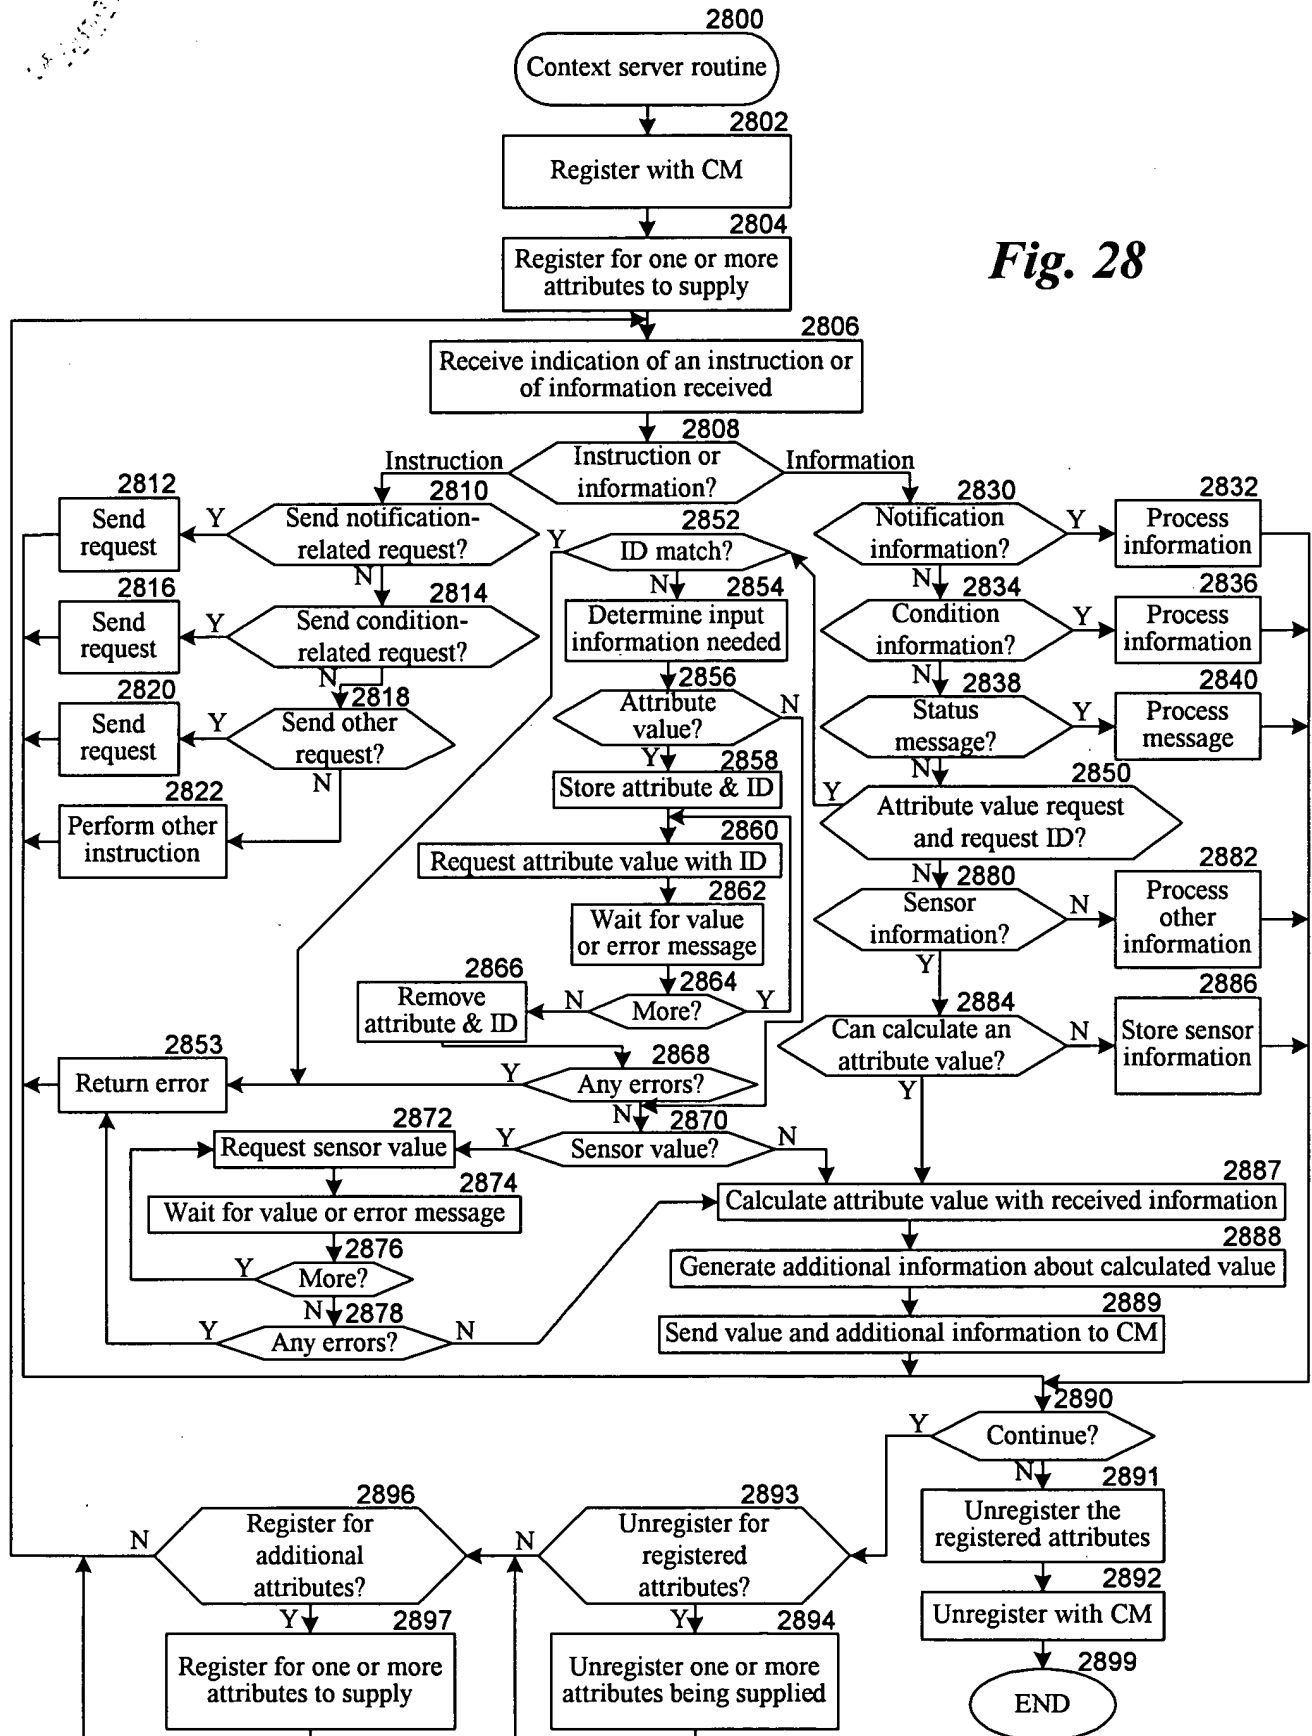 2800
Context server routine
2802
Register with CM
2804
Register for one or more
attributes to supply
Fig. 28
2806
Receive indication of an instruction or
of information received
2808
Instruction or
information?
Instruction
Information
2812
Send
request
Y
2810
Send notification-
related request?
N
2816
Send
request
Y
2814
Send condition-
related request?
N
2820
Send
request
Y
2818
Send other
request?
N
2822
Perform other
instruction
2852
Y
ID match?
N
2854
Determine input
information needed
2856
Attribute
value?
N
Y
2858
Store attribute & ID
2860
Request attribute value with ID
2862
Wait for value
or error message
2864
More?
N
Y
2866
Remove
attribute & ID
2868
Any errors?
Y
N
2853
Return error
2870
Sensor value?
Y
N
2872
Request sensor value
2874
Wait for value or error message
2876
More?
Y
N
2878
Any errors?
Y
N
2830
Notification
information?
Y
N
2832
Process
information
2834
Condition
information?
Y
N
2836
Process
information
2838
Status
message?
Y
N
2840
Process
message
2850
Attribute value request
and request ID?
Y
N
2880
Sensor
information?
N
Y
2882
Process
other
information
2884
Can calculate an
attribute value?
N
Y
2886
Store sensor
information
2887
Calculate attribute value with received information
2888
Generate additional information about calculated value
2889
Send value and additional information to CM
2890
Continue?
Y
N
2891
Unregister the
registered attributes
2892
Unregister with CM
2899
END
2893
Unregister for
registered
attributes?
N
Y
2894
Unregister one or more
attributes being supplied
2896
Register for
additional
attributes?
N
Y
2897
Register for one or more
attributes to supply